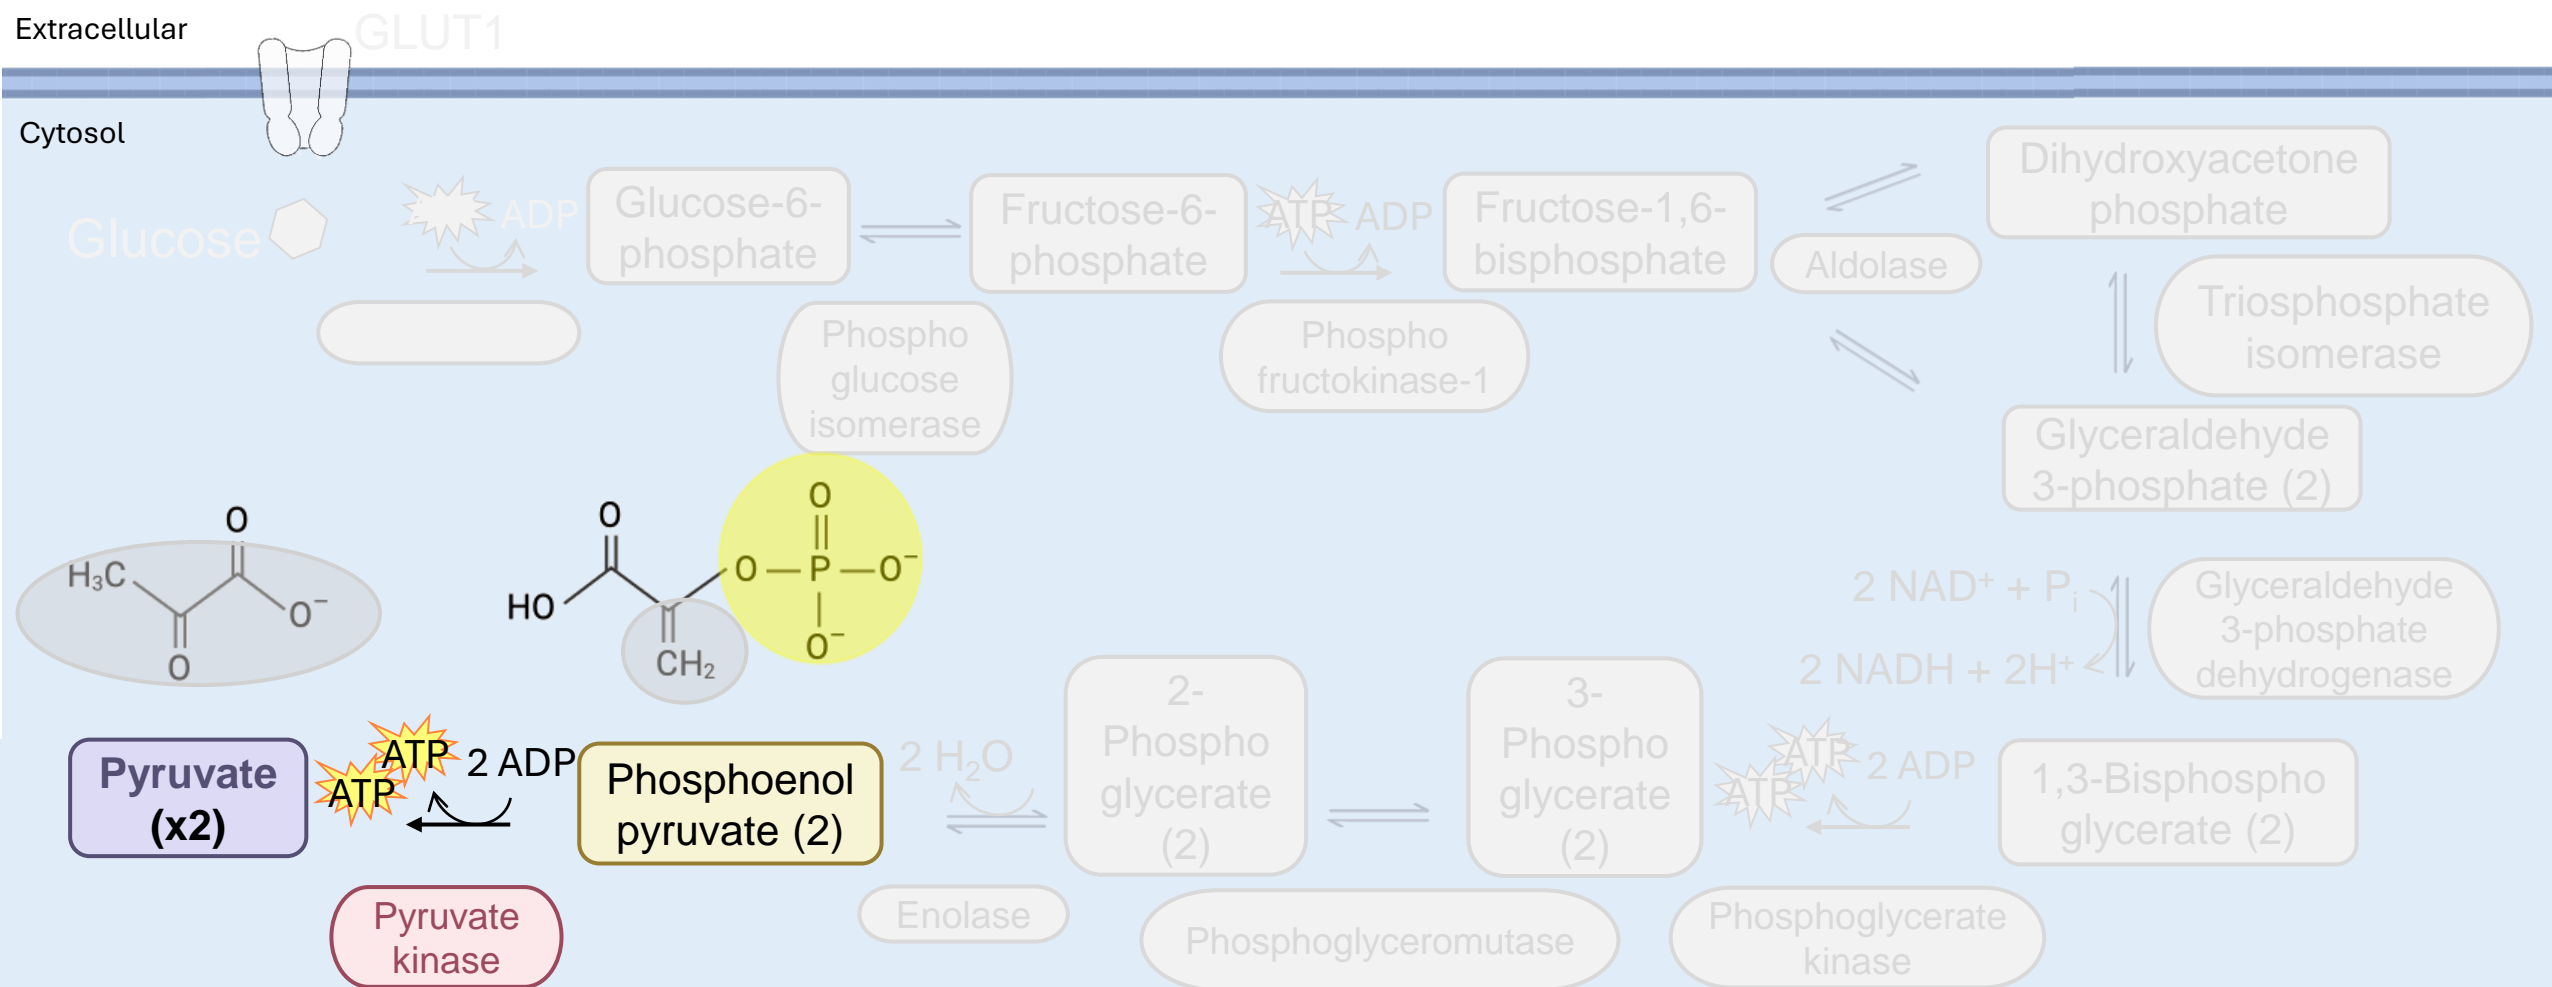 Extracellular
GLUT1
Cytosol
Glucose
ADP
Glucose-6-
phosphate
Fructose-6-
phosphate
ATP
ADP
Fructose-1,6-
bisphosphate
Aldolase
Dihydroxyacetone
phosphate
Phospho
glucose
isomerase
Phospho
fructokinase-1
Triosphosphate
isomerase
Glyceraldehyde
3-phosphate (2)
O
H₃C
O⁻
O
O
HO
O
P
O
O⁻
O⁻
CH₂
2 NAD⁺ + Pᵢ
2 NADH + 2H⁺
Glyceraldehyde
3-phosphate
dehydrogenase
Pyruvate
(x2)
ATP
ATP
2 ADP
Phosphoenol
pyruvate (2)
2 H₂O
2-
Phospho
glycerate
(2)
3-
Phospho
glycerate
(2)
ATP
ATP
2 ADP
1,3-Bisphospho
glycerate (2)
Pyruvate
kinase
Enolase
Phosphoglyceromutase
Phosphoglycerate
kinase